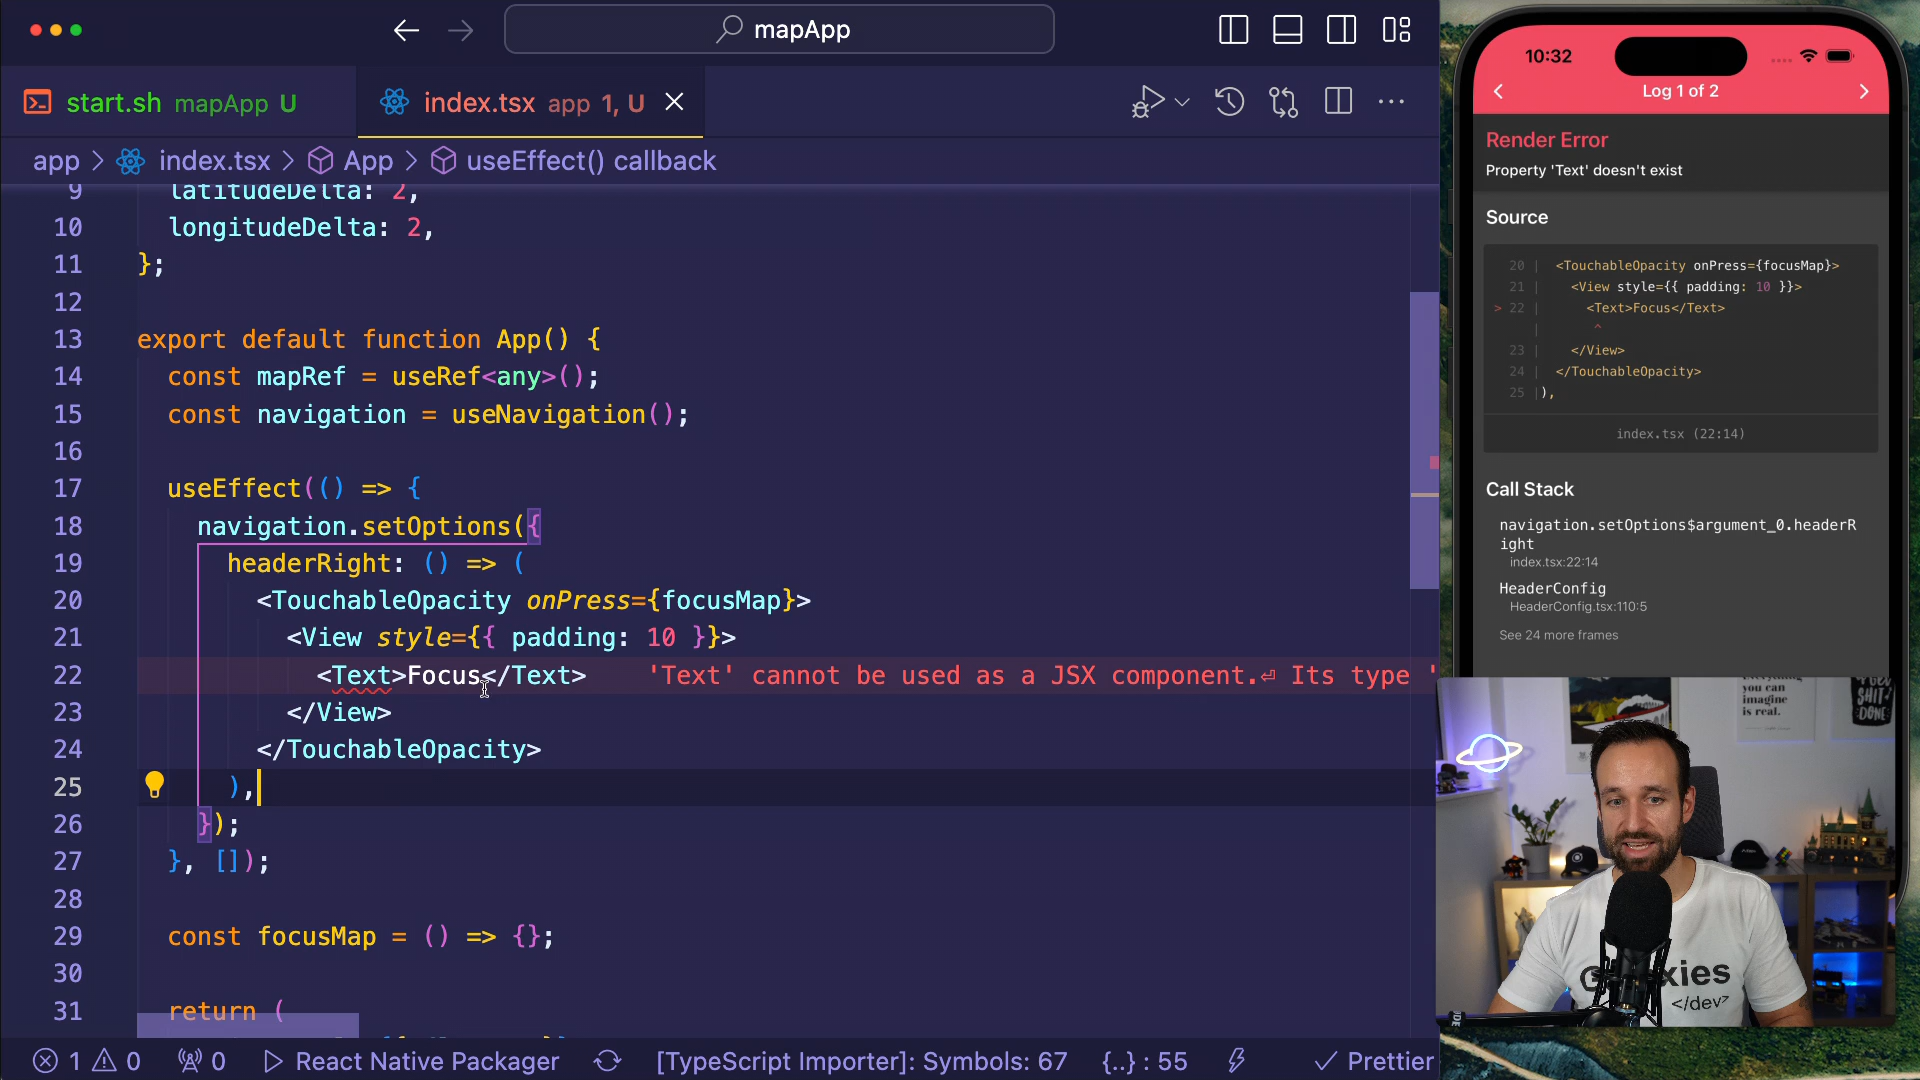 mapApp
start.sh mapApp U
index.tsx app 1, U
app > index.tsx > App > useEffect() callback
9 latitudeDelta: 2,
10 longitudeDelta: 2,
11 };
12
13 export default function App() {
14 const mapRef = useRef<any>();
15 const navigation = useNavigation();
16
17 useEffect(() => {
18 navigation.setOptions({
19 headerRight: () => (
20 <TouchableOpacity onPress={focusMap}>
21 <View style={{ padding: 10 }}>
22 <Text>Focus</Text> 'Text' cannot be used as a JSX component.⏎ Its type '
23 </View>
24 </TouchableOpacity>
25 ),
26 });
27 }, []);
28
29 const focusMap = () => {};
30
31 return (
1 0 0 React Native Packager [TypeScript Importer]: Symbols: 67 {..} : 55 Prettier
10:32
Log 1 of 2
Render Error
Property 'Text' doesn't exist
Source
20 | <TouchableOpacity onPress={focusMap}>
21 | <View style={{ padding: 10 }}>
> 22 | <Text>Focus</Text>
| ^
23 | </View>
24 | </TouchableOpacity>
25 | ),
index.tsx (22:14)
Call Stack
navigation.setOptions$argument_0.headerR
ight
index.tsx:22:14
HeaderConfig
HeaderConfig.tsx:110:5
See 24 more frames
you can
imagine
is real.
GET
SHIT
DONE
xies
</dev>